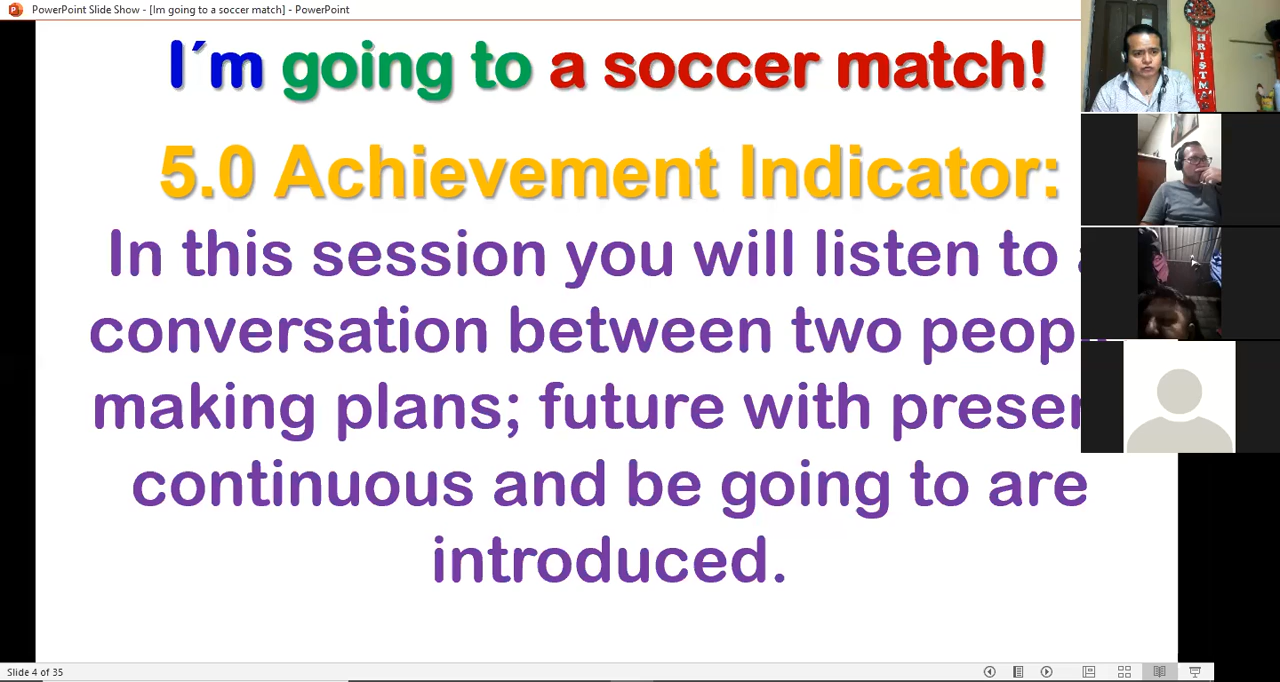 PowerPoint Slide Show - [Im going to a soccer match] - PowerPoint
I´m going to a soccer match!
5.0 Achievement Indicator:
In this session you will listen to
conversation between two peop
making plans; future with presen
continuous and be going to are
introduced.
CHRISTMA
Slide 4 of 35